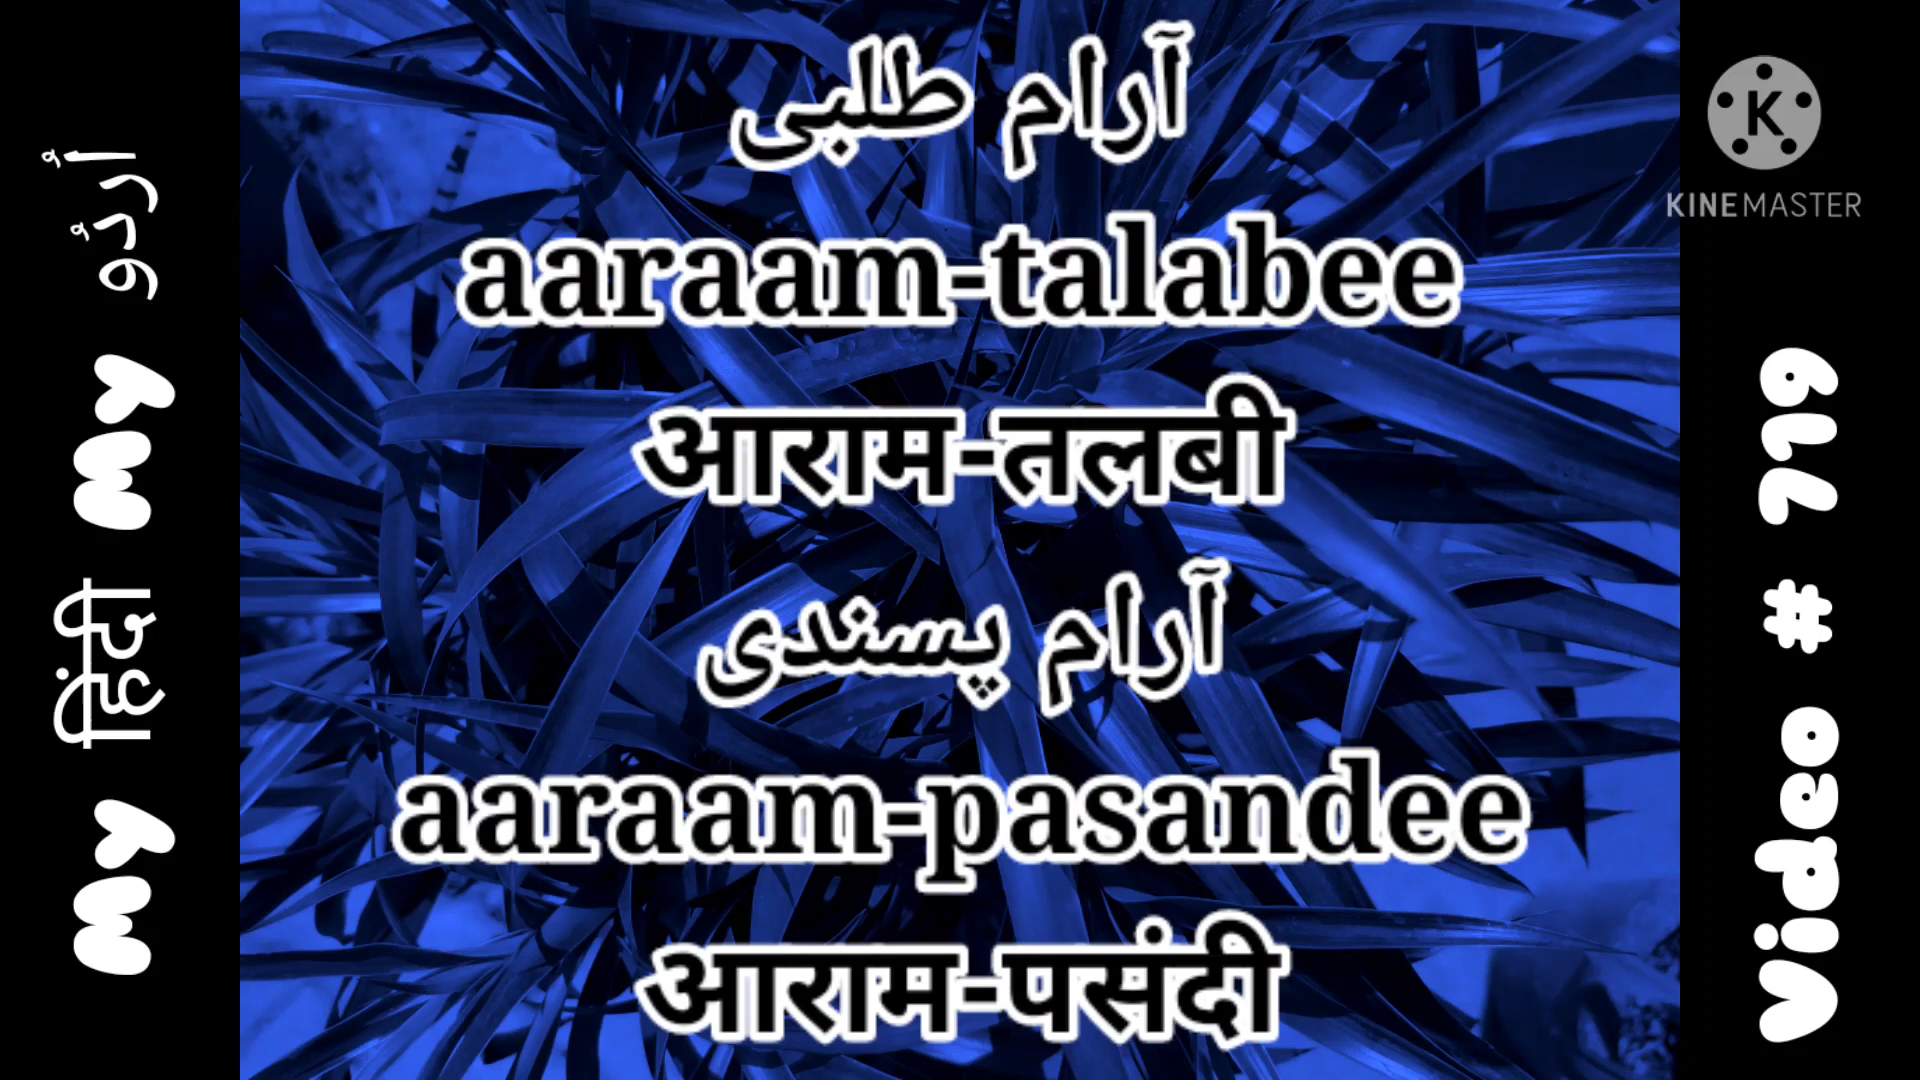 My हिंदी My اُردُو
آرام طلبی
aaraam-talabee
आराम-तलबी
آرام پسندی
aaraam-pasandee
आराम-पसंदी
K
KINEMASTER
Video # 719